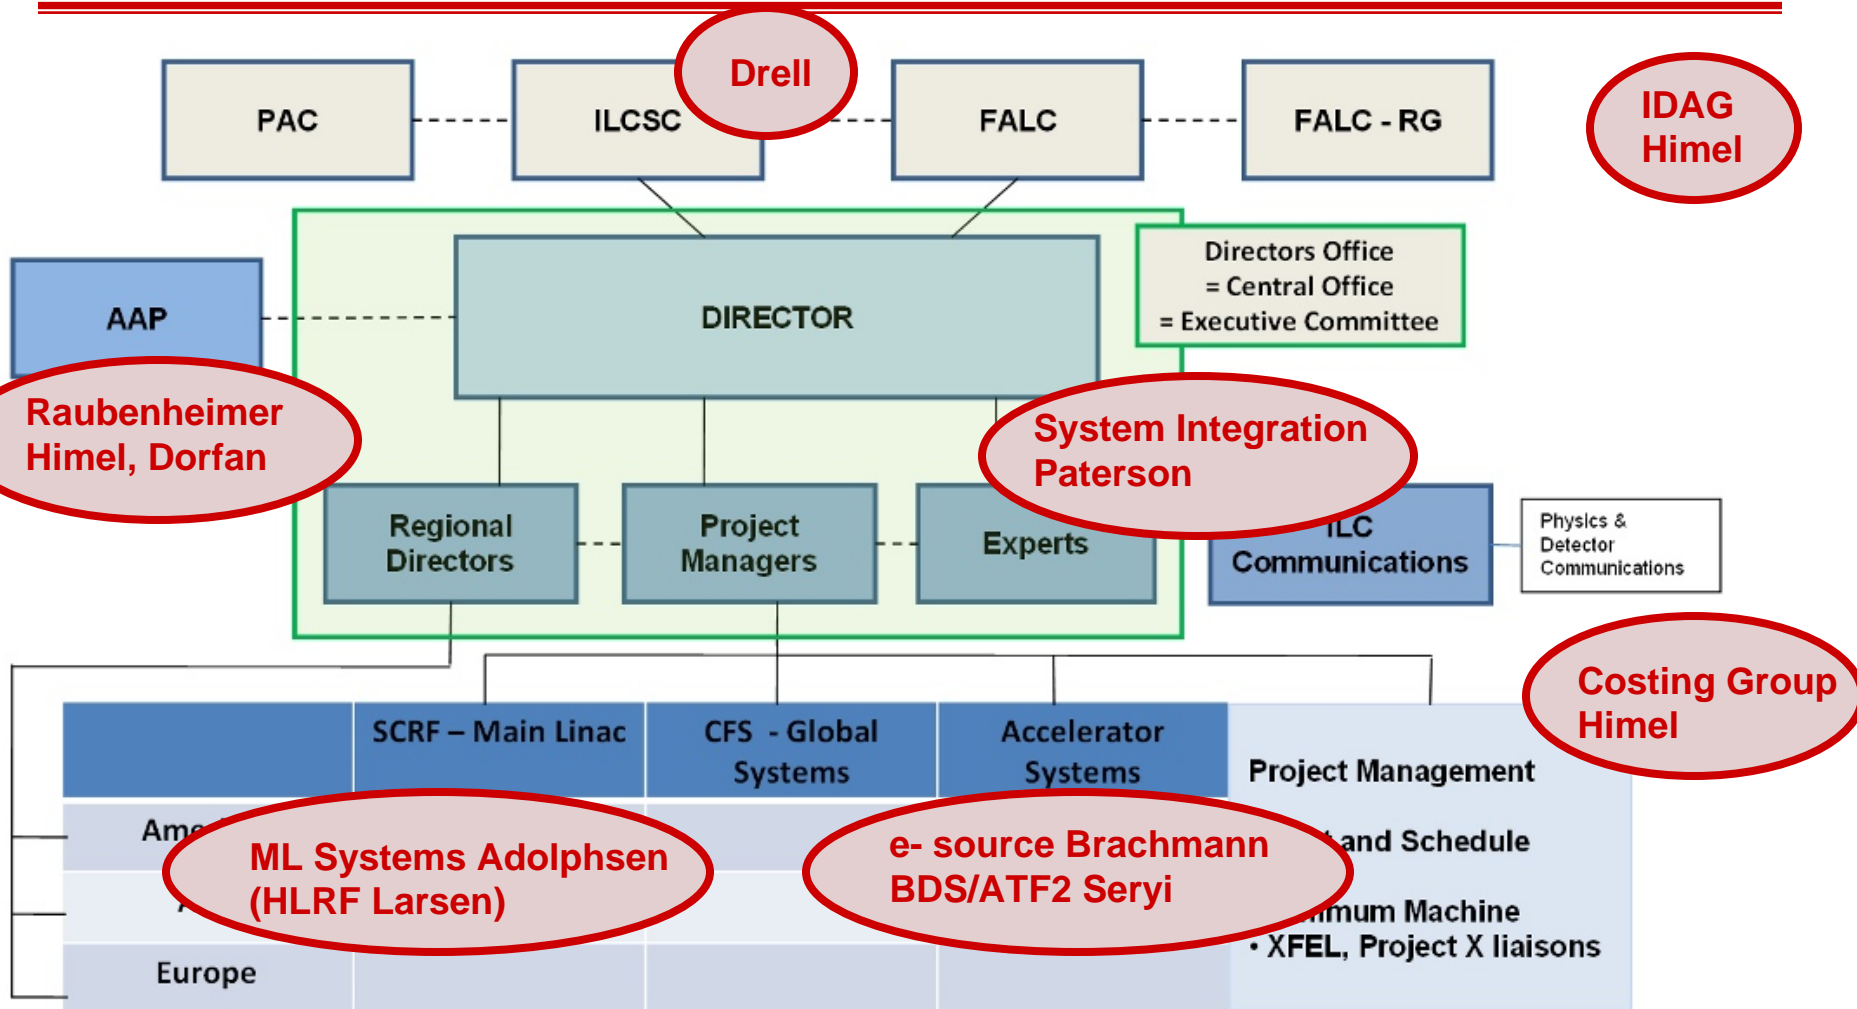 Drell
PAC
ILCSC
FALC
FALC - RG
IDAG
Himel
Directors Office
= Central Office
= Executive Committee
AAP
DIRECTOR
Raubenheimer
Himel, Dorfan
System Integration
Paterson
Regional
Directors
Project
Managers
Experts
ILC
Communications
Physics &
Detector
Communications
Costing Group
Himel
SCRF – Main Linac
CFS - Global
Systems
Accelerator
Systems
Project Management
and Schedule
Machine
• XFEL, Project X liaisons
ML Systems Adolphsen
(HLRF Larsen)
e- source Brachmann
BDS/ATF2 Seryi
Europe